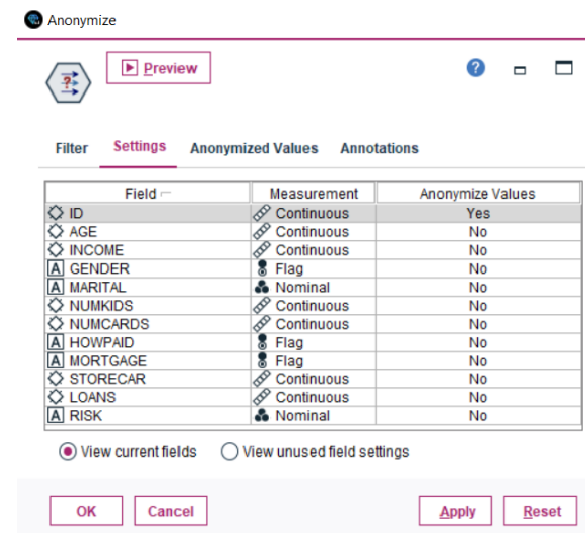 Anonymize
Preview
Filter Settings Anonymized Values Annotations
Field Measurement Anonymize Values
ID Continuous Yes
AGE Continuous No
INCOME Continuous No
A GENDER Flag No
A MARITAL Nominal No
NUMKIDS Continuous No
NUMCARDS Continuous No
A HOWPAID Flag No
A MORTGAGE Flag No
STORECAR Continuous No
LOANS Continuous No
A RISK Nominal No
View current fields View unused field settings
OK Cancel Apply Reset